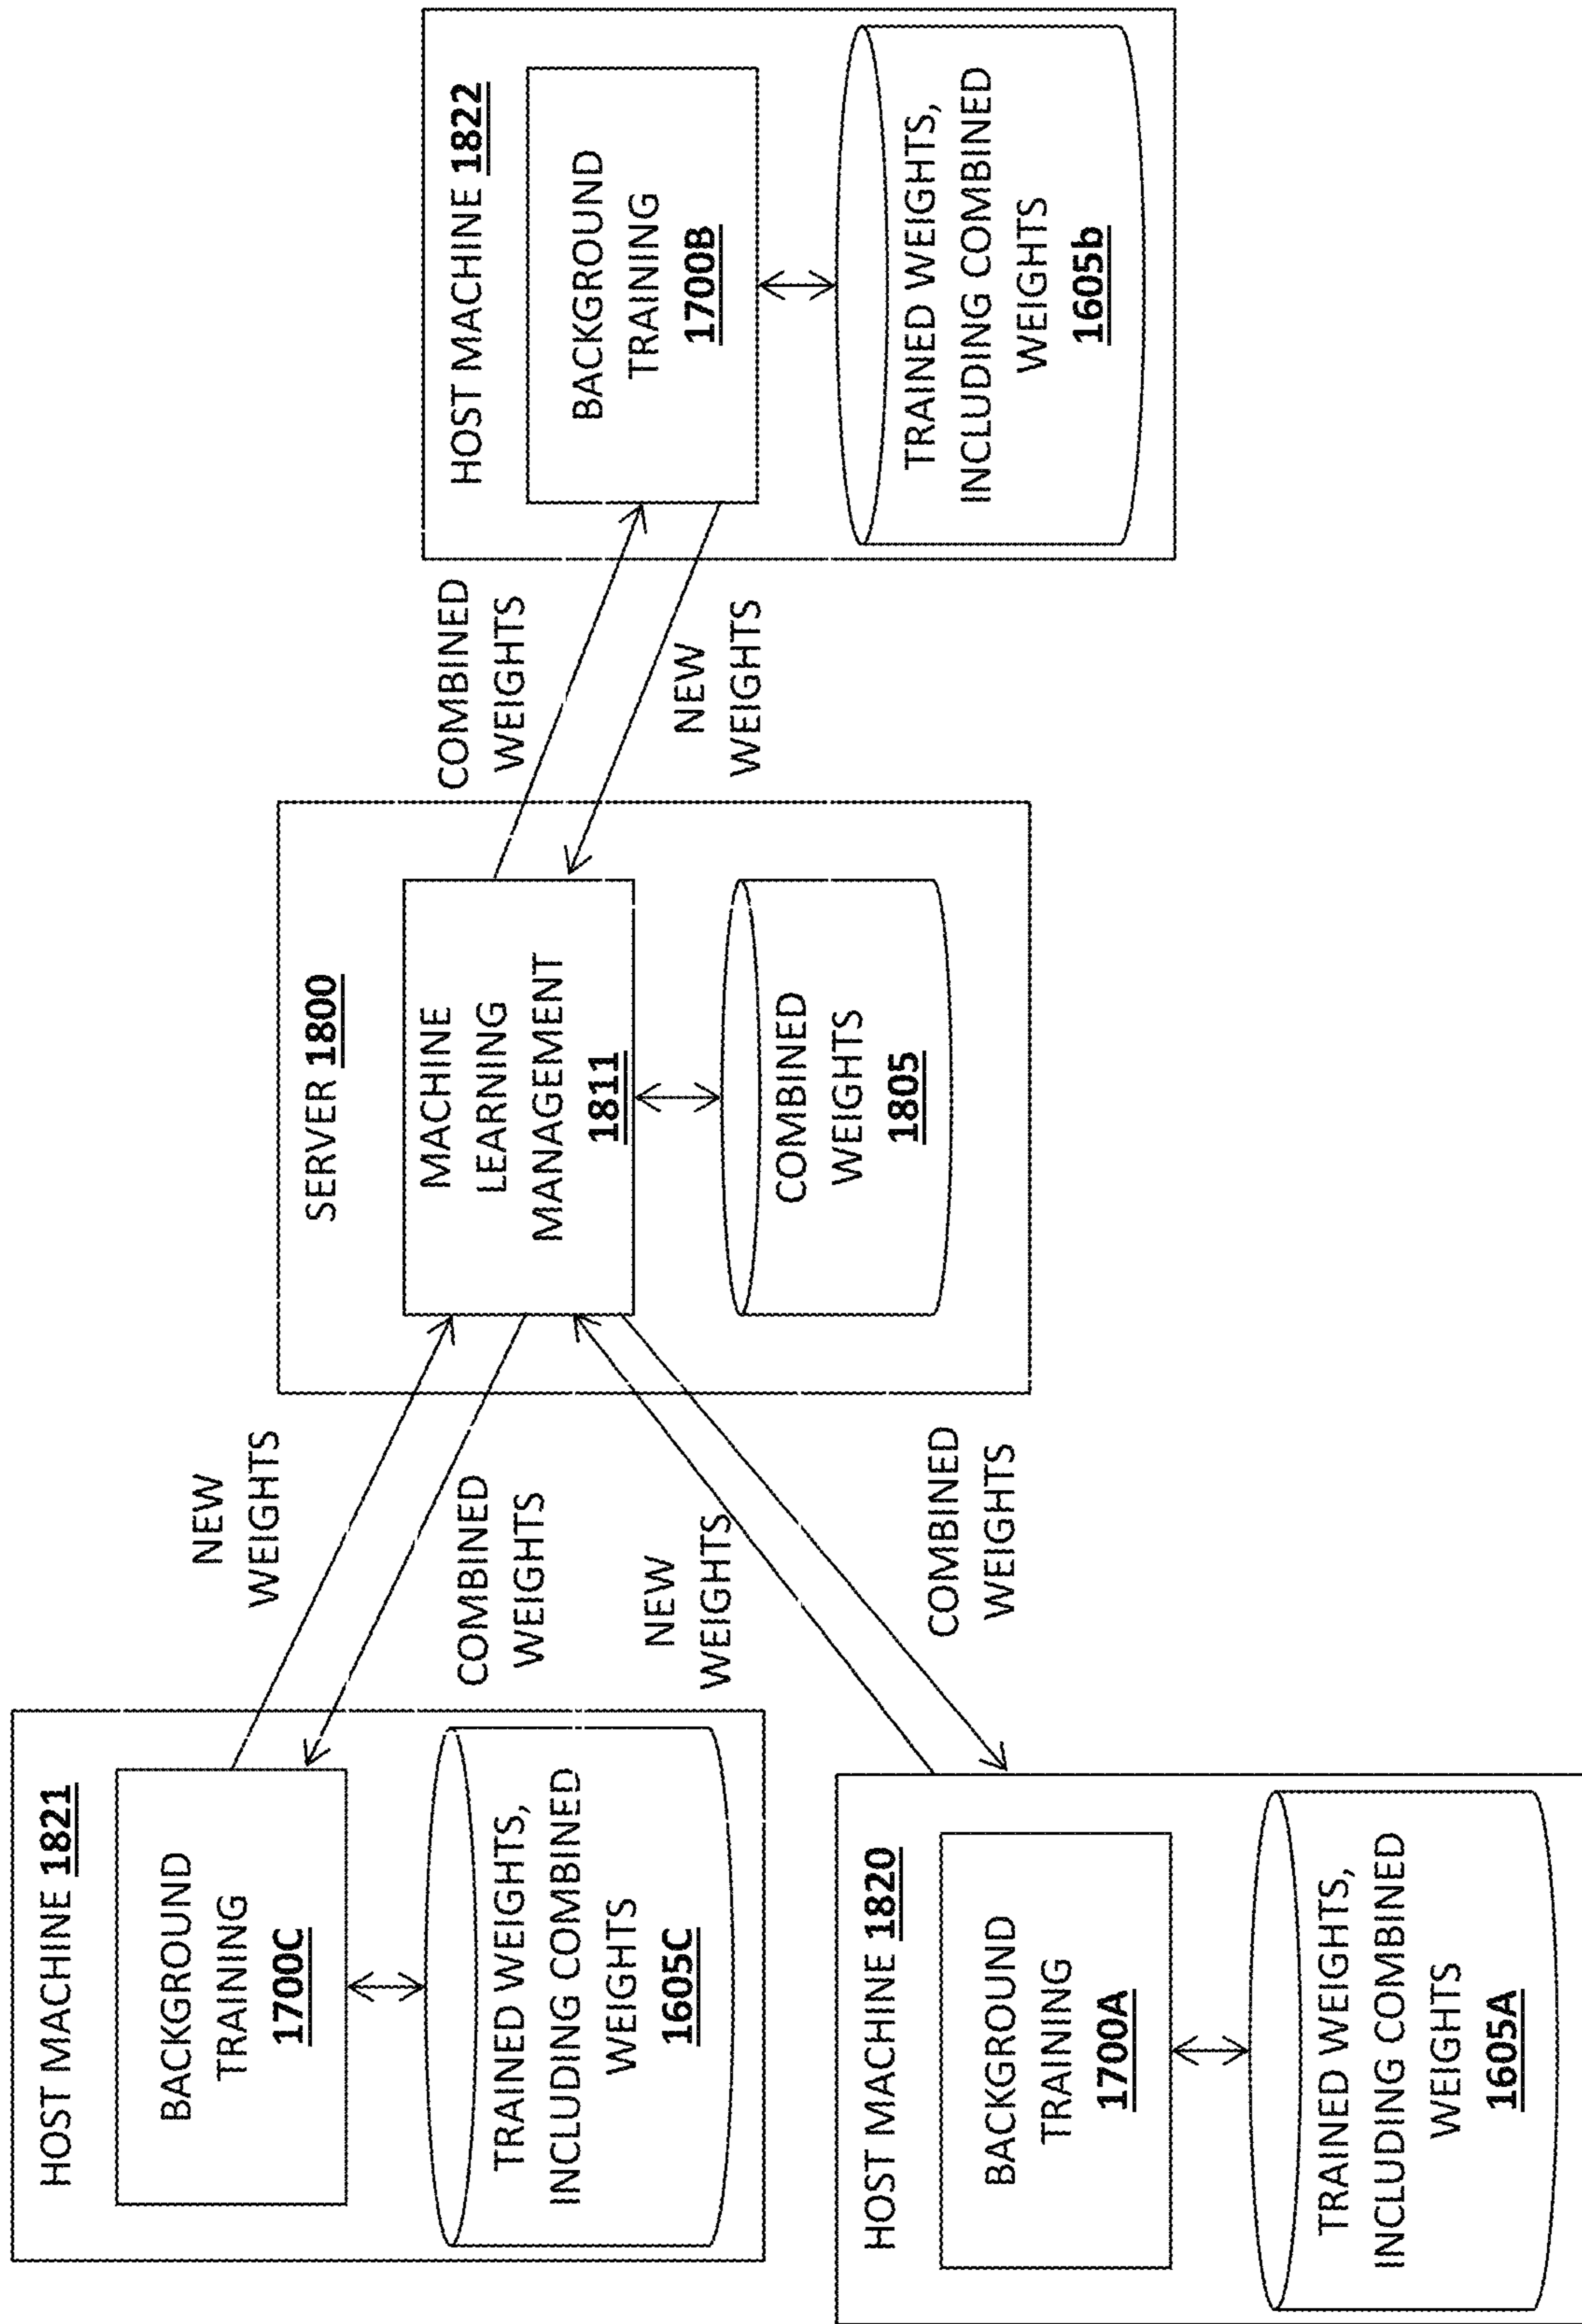 HOST MACHINE 1821
BACKGROUND
TRAINING
1700C
TRAINED WEIGHTS,
INCLUDING COMBINED
WEIGHTS
1605C
NEW
WEIGHTS
COMBINED
WEIGHTS
HOST MACHINE 1820
BACKGROUND
TRAINING
1700A
TRAINED WEIGHTS,
INCLUDING COMBINED
WEIGHTS
1605A
NEW
WEIGHTS
COMBINED
WEIGHTS
SERVER 1800
MACHINE
LEARNING
MANAGEMENT
1811
COMBINED
WEIGHTS
1805
COMBINED
WEIGHTS
NEW
WEIGHTS
HOST MACHINE 1822
BACKGROUND
TRAINING
1700B
TRAINED WEIGHTS,
INCLUDING COMBINED
WEIGHTS
1605b